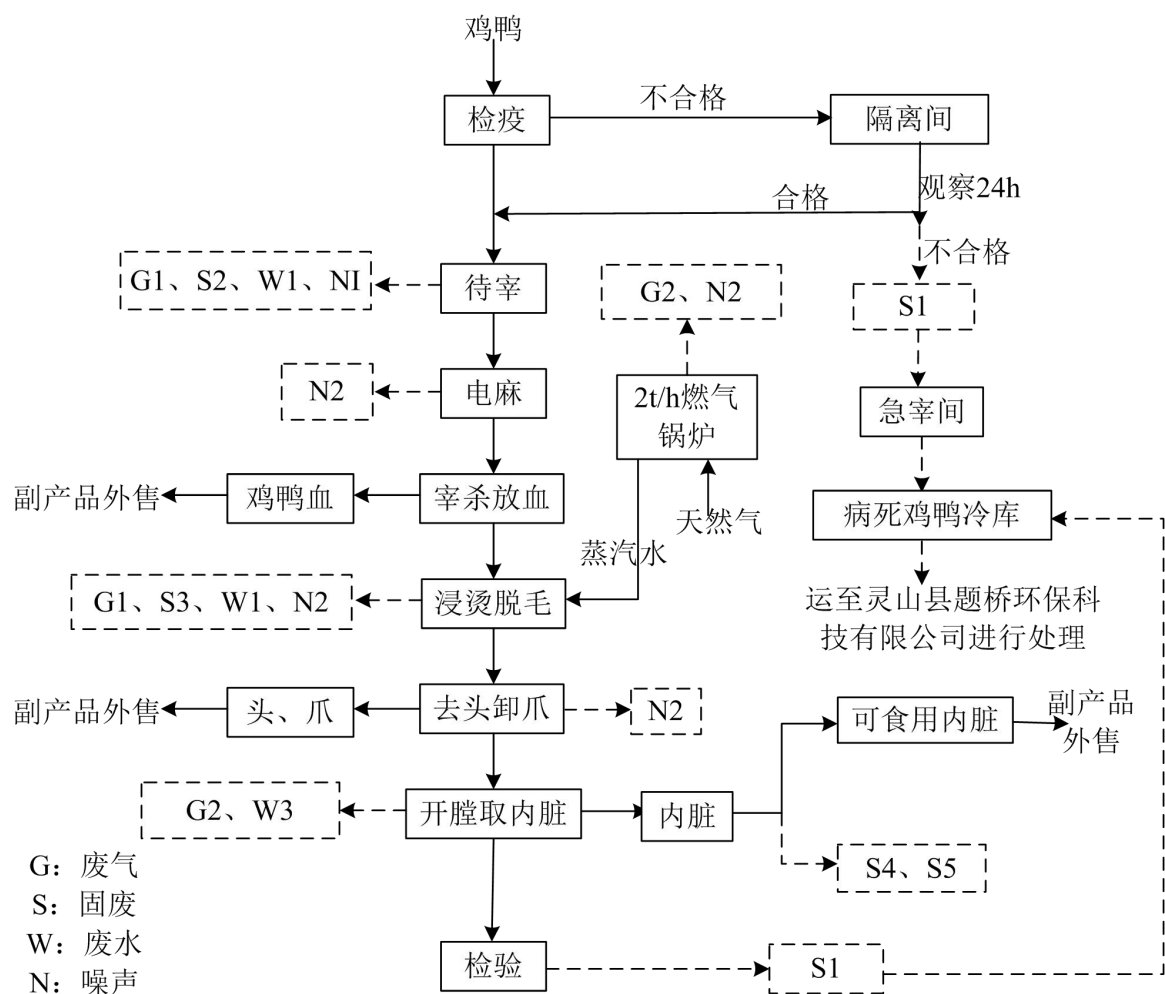 鸡鸭
检疫
不合格
隔离间
观察24h
合格
不合格
G1、S2、W1、NI
待宰
G2、N2
S1
N2
电麻
2t/h燃气
锅炉
急宰间
副产品外售
鸡鸭血
宰杀放血
天然气
病死鸡鸭冷库
蒸汽水
G1、S3、W1、N2
浸烫脱毛
运至灵山县题桥环保科
技有限公司进行处理
副产品外售
头、爪
去头卸爪
N2
可食用内脏
副产品
外售
G2、W3
开膛取内脏
内脏
S4、S5
G：废气
S：固废
W：废水
N：噪声
检验
S1